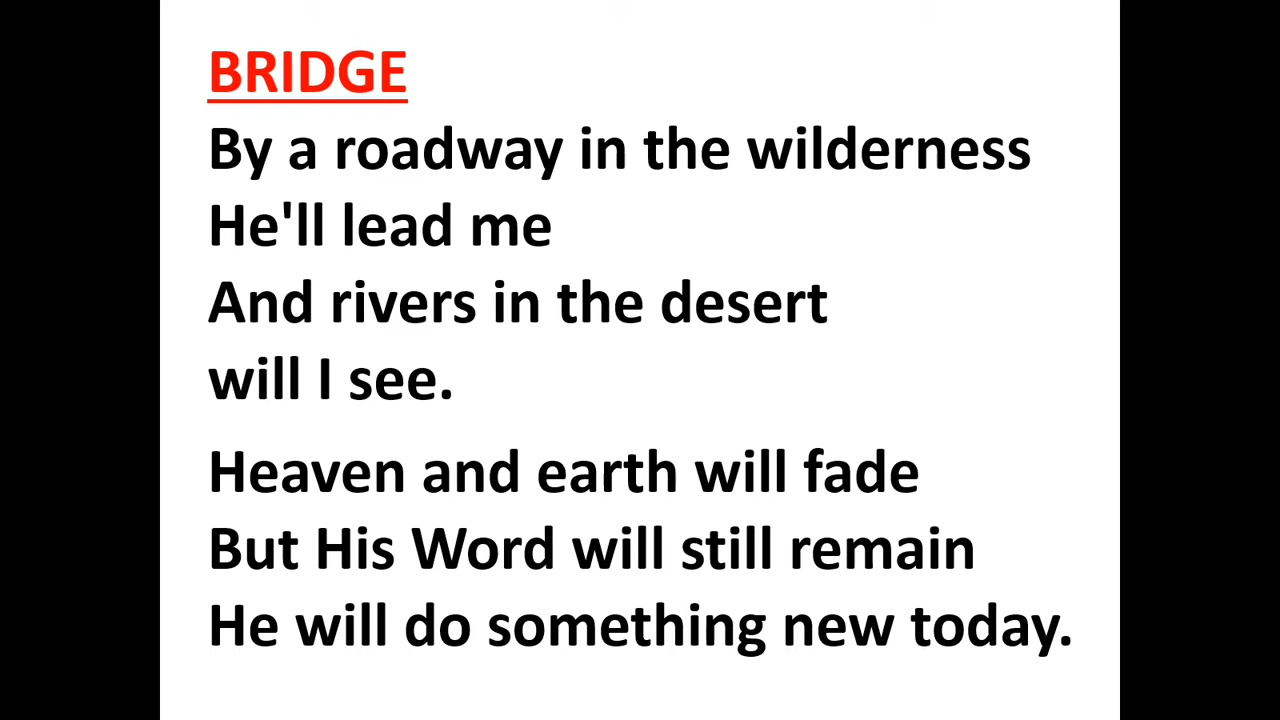 BRIDGE
By a roadway in the wilderness
He'll lead me
And rivers in the desert
will I see.
Heaven and earth will fade
But His Word will still remain
He will do something new today.